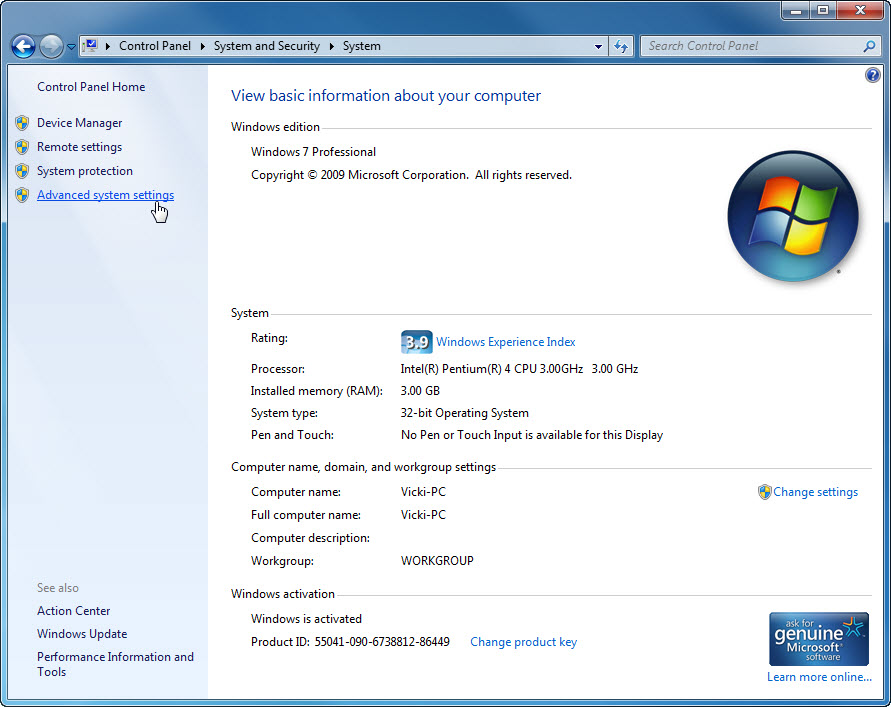 Control Panel ▸ System and Security ▸ System
Search Control Panel
Control Panel Home
Device Manager
Remote settings
System protection
Advanced system settings
See also
Action Center
Windows Update
Performance Information and
Tools
View basic information about your computer
Windows edition
Windows 7 Professional
Copyright © 2009 Microsoft Corporation. All rights reserved.
System
Rating: 3.9 Windows Experience Index
Processor: Intel(R) Pentium(R) 4 CPU 3.00GHz 3.00 GHz
Installed memory (RAM): 3.00 GB
System type: 32-bit Operating System
Pen and Touch: No Pen or Touch Input is available for this Display
Computer name, domain, and workgroup settings
Computer name: Vicki-PC Change settings
Full computer name: Vicki-PC
Computer description:
Workgroup: WORKGROUP
Windows activation
Windows is activated
Product ID: 55041-090-6738812-86449 Change product key
ask for
genuine
Microsoft®
software
Learn more online...